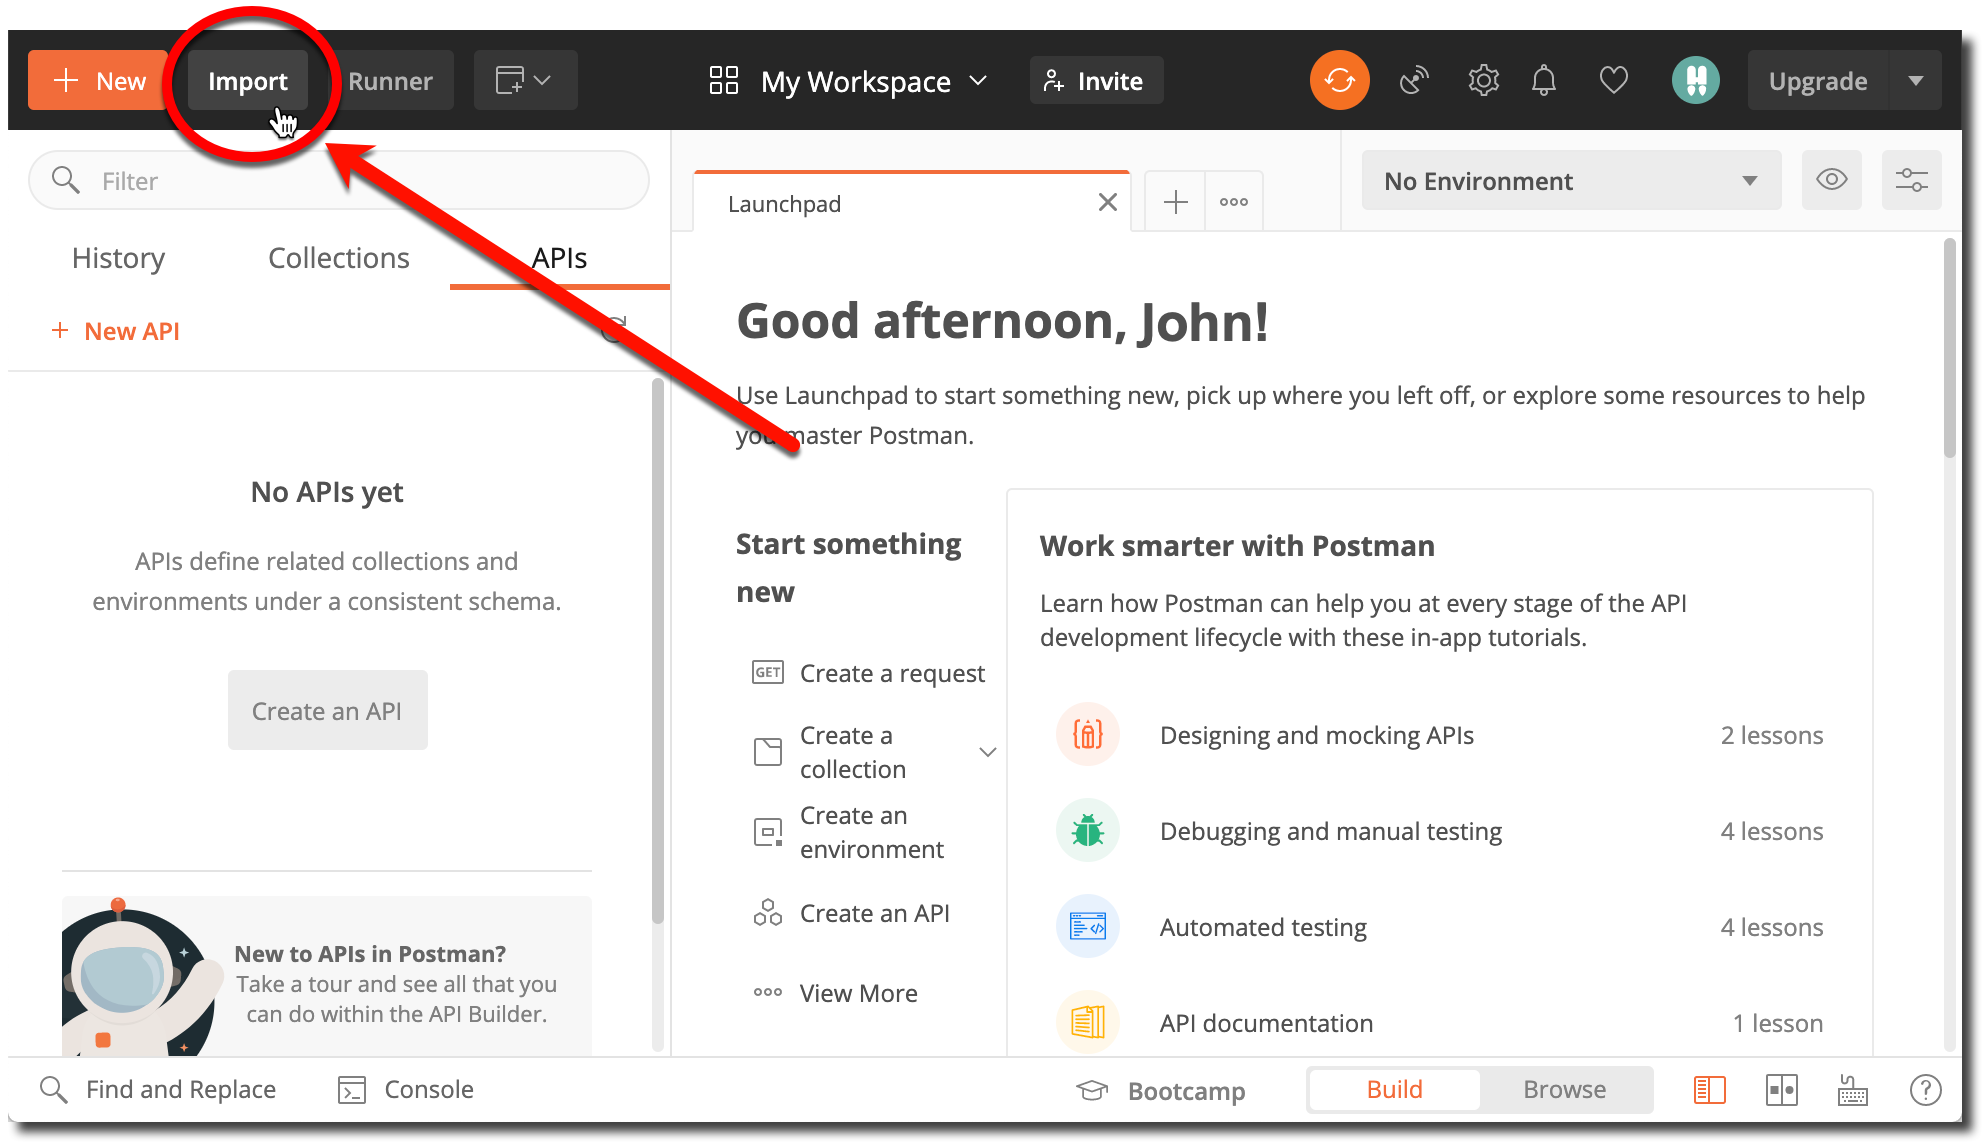 New
Import
Runner
My Workspace
Invite
Upgrade
Filter
Launchpad
No Environment
History
Collections
APIs
New API
Good afternoon, John!
Use Launchpad to start something new, pick up where you left off, or explore some resources to help
you master Postman.
No APIs yet
APIs define related collections and
environments under a consistent schema.
Create an API
New to APIs in Postman?
Take a tour and see all that you
can do within the API Builder.
Start something
new
GET
Create a request
Create a
collection
Create an
environment
Create an API
View More
Work smarter with Postman
Learn how Postman can help you at every stage of the API
development lifecycle with these in-app tutorials.
Designing and mocking APIs
2 lessons
Debugging and manual testing
4 lessons
Automated testing
4 lessons
API documentation
1 lesson
Find and Replace
Console
Bootcamp
Build
Browse